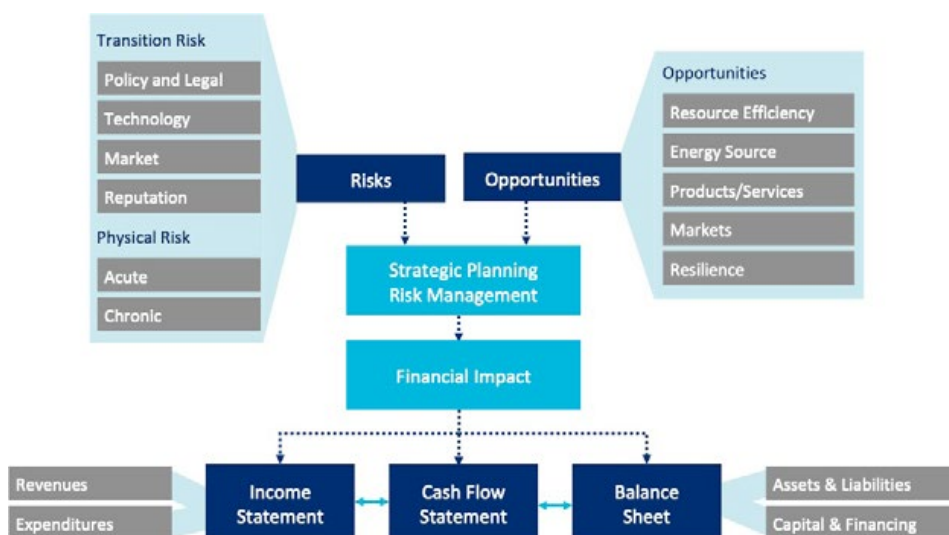 Transition Risk
Policy and Legal
Technology
Market
Reputation
Physical Risk
Acute
Chronic
Risks
Opportunities
Opportunities
Resource Efficiency
Energy Source
Products/Services
Markets
Resilience
Strategic Planning
Risk Management
Financial Impact
Revenues
Expenditures
Income
Statement
Cash Flow
Statement
Balance
Sheet
Assets & Liabilities
Capital & Financing